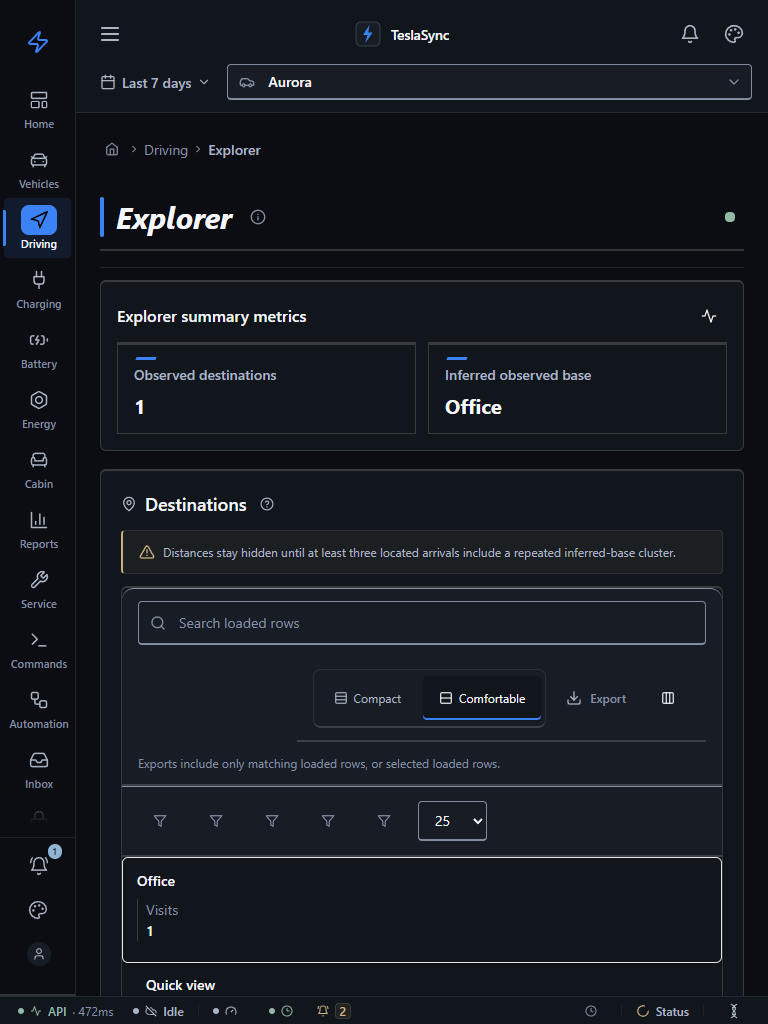 TeslaSync
Last 7 days
Aurora
Home
Vehicles
Driving
Charging
Battery
Energy
Cabin
Reports
Service
Commands
Automation
Inbox
1
Driving
Explorer
Explorer
Explorer summary metrics
Observed destinations
1
Inferred observed base
Office
Destinations
Distances stay hidden until at least three located arrivals include a repeated inferred-base cluster.
Search loaded rows
Compact
Comfortable
Export
Exports include only matching loaded rows, or selected loaded rows.
25
Office
Visits
1
Quick view
API · 472ms
Idle
2
Status